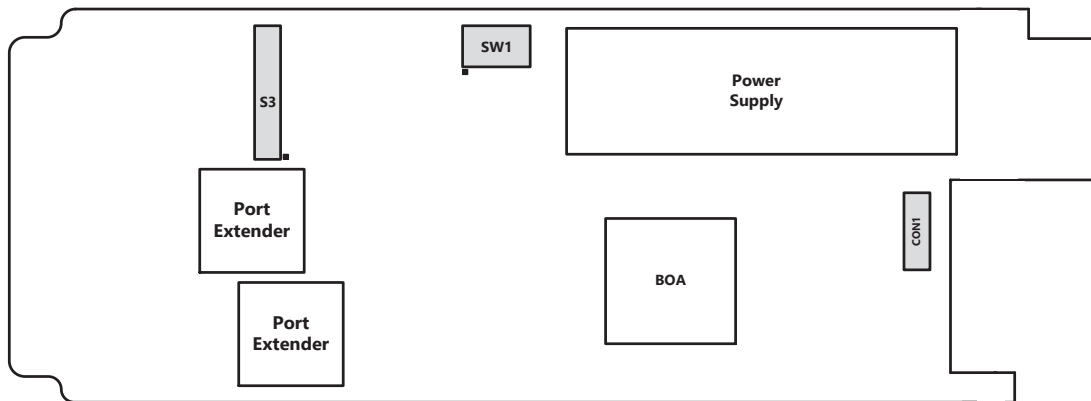 SW1
Power
Supply
S3
Port
Extender
CON1
BOA
Port
Extender